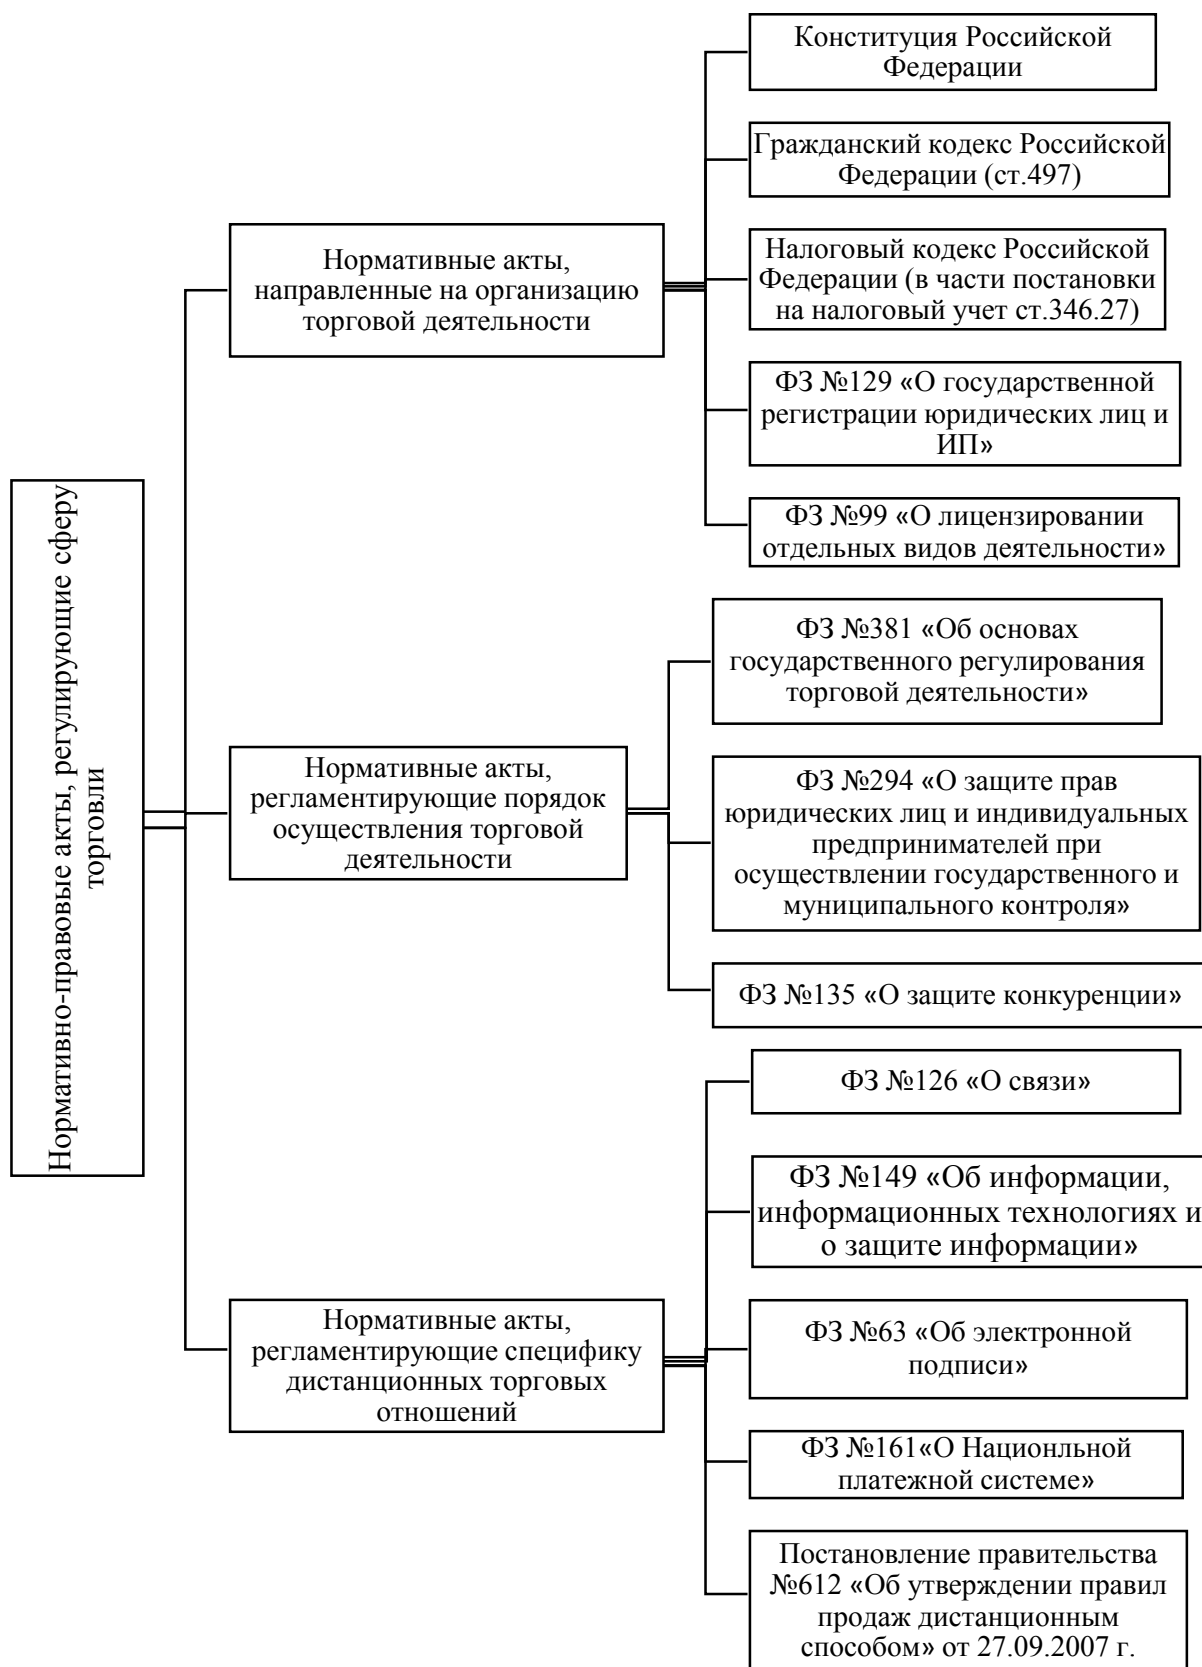 Нормативно-правовые акты, регулирующие сферу
торговли
Нормативные акты,
направленные на организацию
торговой деятельности
Конституция Российской
Федерации
Гражданский кодекс Российской
Федерации (ст.497)
Налоговый кодекс Российской
Федерации (в части постановки
на налоговый учет ст.346.27)
ФЗ №129 «О государственной
регистрации юридических лиц и
ИП»
ФЗ №99 «О лицензировании
отдельных видов деятельности»
Нормативные акты,
регламентирующие порядок
осуществления торговой
деятельности
ФЗ №381 «Об основах
государственного регулирования
торговой деятельности»
ФЗ №294 «О защите прав
юридических лиц и индивидуальных
предпринимателей при
осуществлении государственного и
муниципального контроля»
ФЗ №135 «О защите конкуренции»
Нормативные акты,
регламентирующие специфику
дистанционных торговых
отношений
ФЗ №126 «О связи»
ФЗ №149 «Об информации,
информационных технологиях и
о защите информации»
ФЗ №63 «Об электронной
подписи»
ФЗ №161«О Национльной
платежной системе»
Постановление правительства
№612 «Об утверждении правил
продаж дистанционным
способом» от 27.09.2007 г.